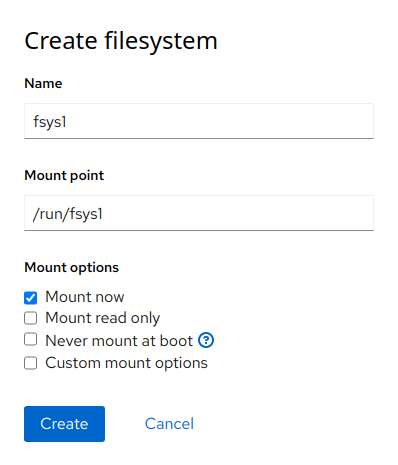 Create filesystem
Name
fsys1
Mount point
/run/fsys1
Mount options
Mount now
Mount read only
Never mount at boot ?
Custom mount options
Create Cancel